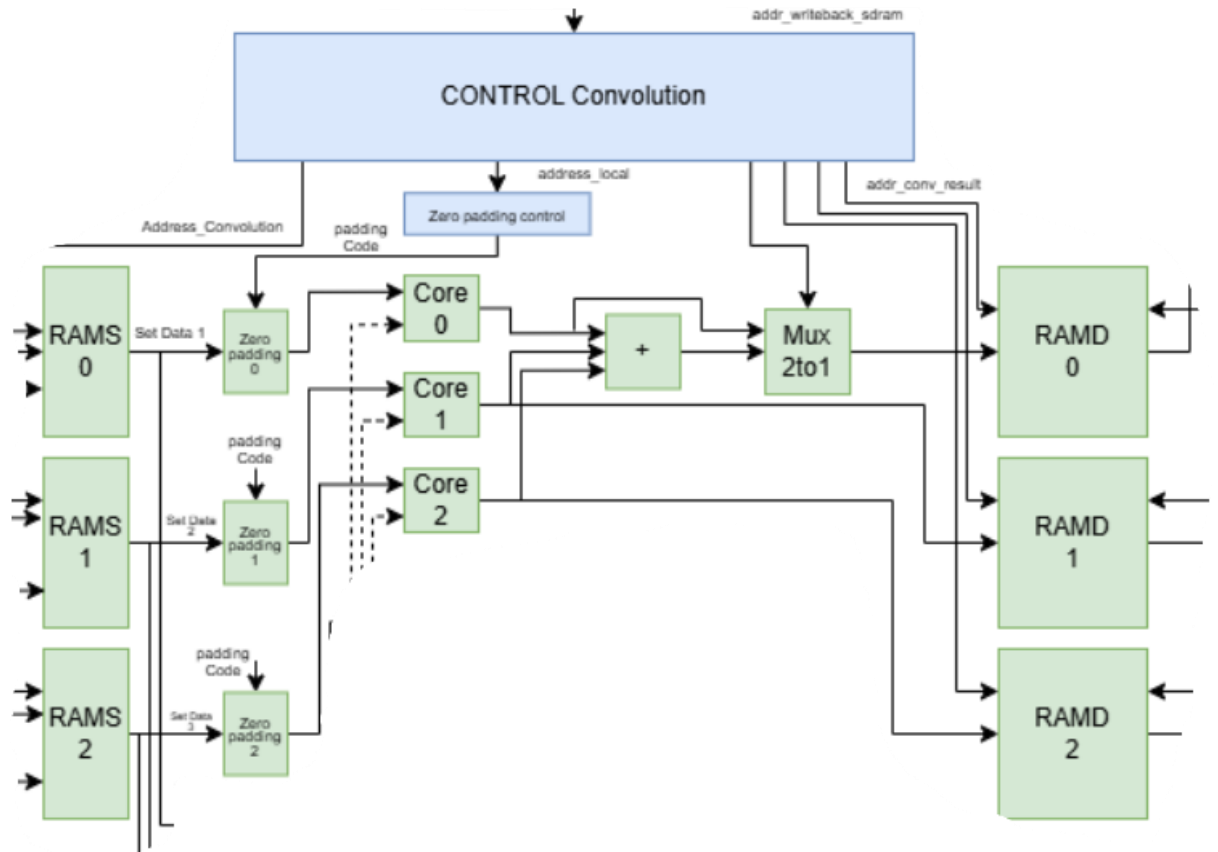 addr_writeback_sdram
CONTROL Convolution
address_local
addr_conv_result
Zero padding control
Address_Convolution
padding
Code
RAMS
0
Set Data 1
Zero
padding
0
Core
0
+
Mux
2to1
RAMD
0
Core
1
padding
Code
RAMS
1
Set Data
2
Zero
padding
1
Core
2
RAMD
1
padding
Code
RAMS
2
Set Data
3
Zero
padding
2
RAMD
2